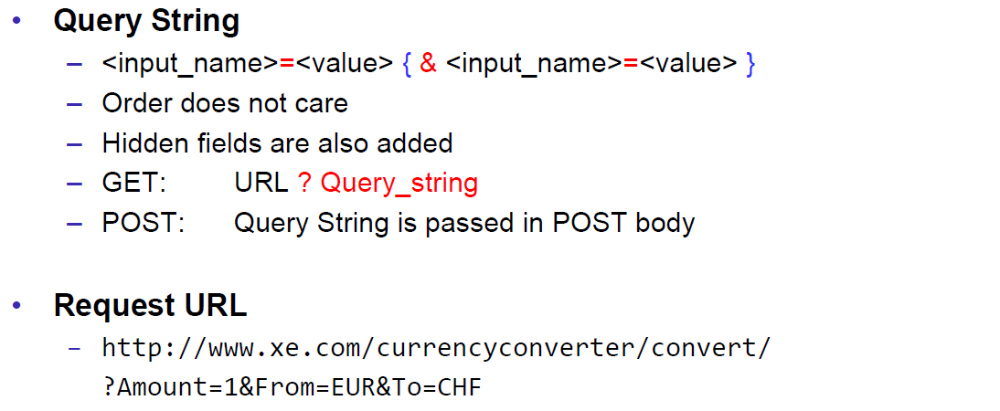 • Query String
– <input_name>=<value> { & <input_name>=<value> }
– Order does not care
– Hidden fields are also added
– GET: URL ? Query_string
– POST: Query String is passed in POST body
• Request URL
– http://www.xe.com/currencyconverter/convert/
?Amount=1&From=EUR&To=CHF